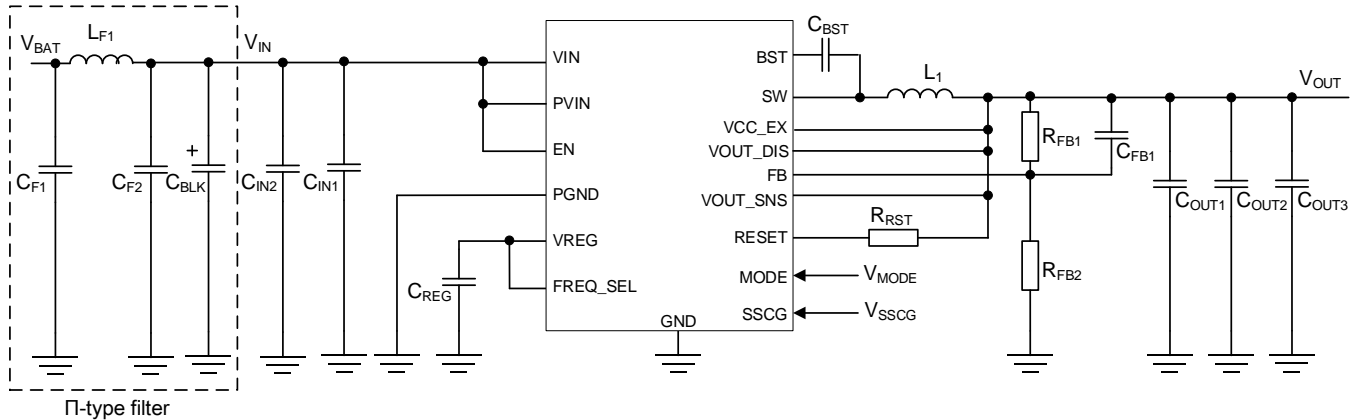 VBAT
LF1
VIN
CF1
CF2
+
CBLK
CIN2
CIN1
Π-type filter
VIN
PVIN
EN
PGND
VREG
FREQ_SEL
CREG
GND
BST
SW
VCC_EX
VOUT_DIS
FB
VOUT_SNS
RESET
MODE
SSCG
CBST
L1
RRST
VMODE
VSSCG
RFB1
CFB1
RFB2
VOUT
COUT1
COUT2
COUT3